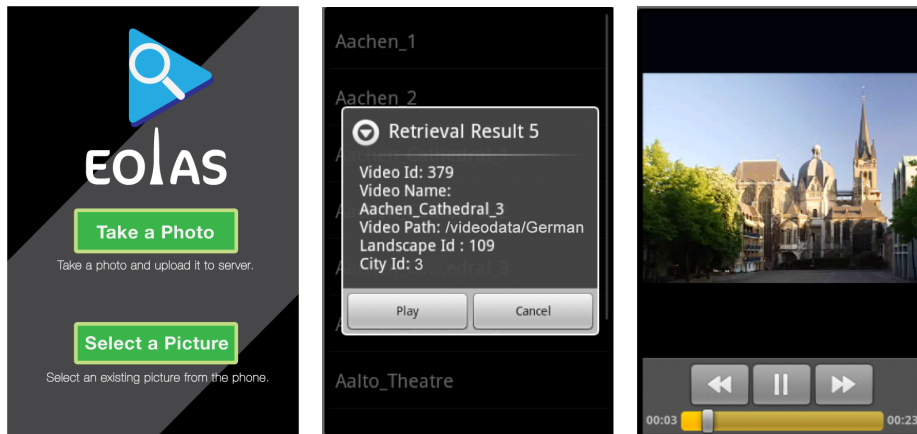 EOLAS
Take a Photo
Take a photo and upload it to server.
Select a Picture
Select an existing picture from the phone.
Aachen_1
Aachen_2
Retrieval Result 5
Video Id: 379
Video Name:
Aachen_Cathedral_3
Video Path: /videodata/German
Landscape Id : 109
City Id: 3
Play
Cancel
Aalto_Theatre
00:03
00:23